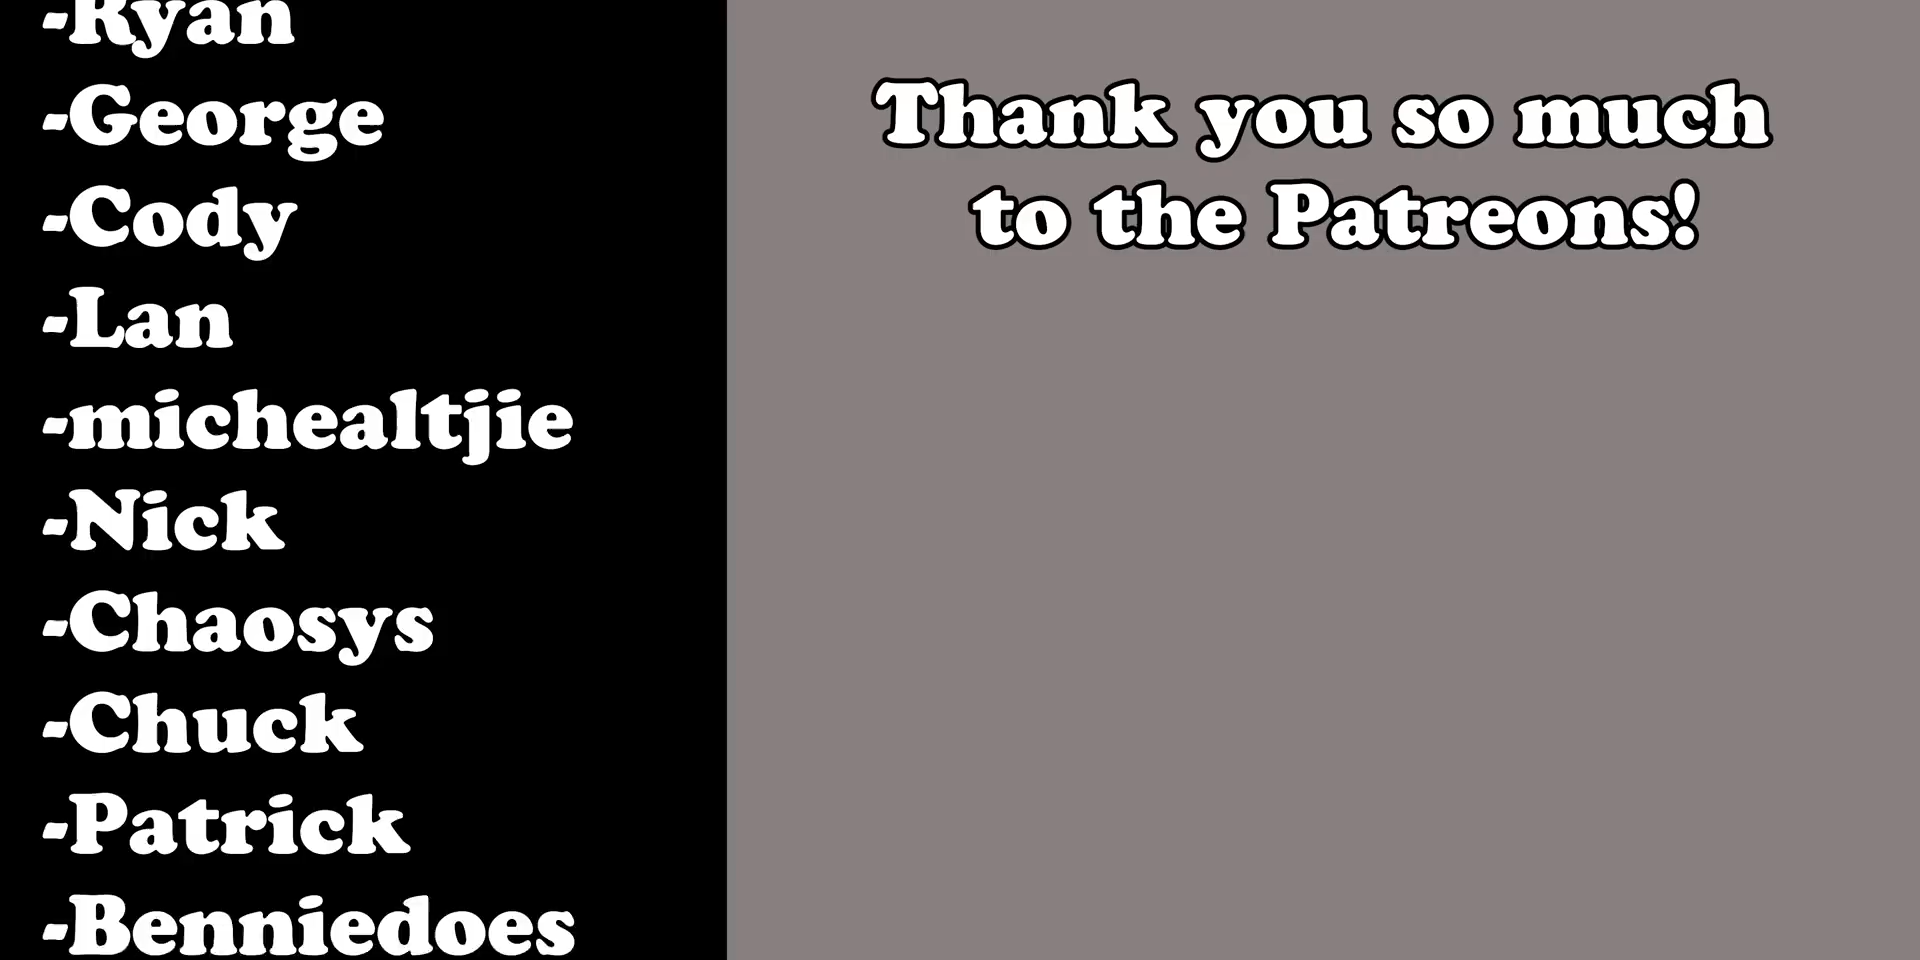 -Ryan
-George
-Cody
-Lan
-michealtjie
-Nick
-Chaosys
-Chuck
-Patrick
-Benniedoes
Thank you so much
to the Patreons!